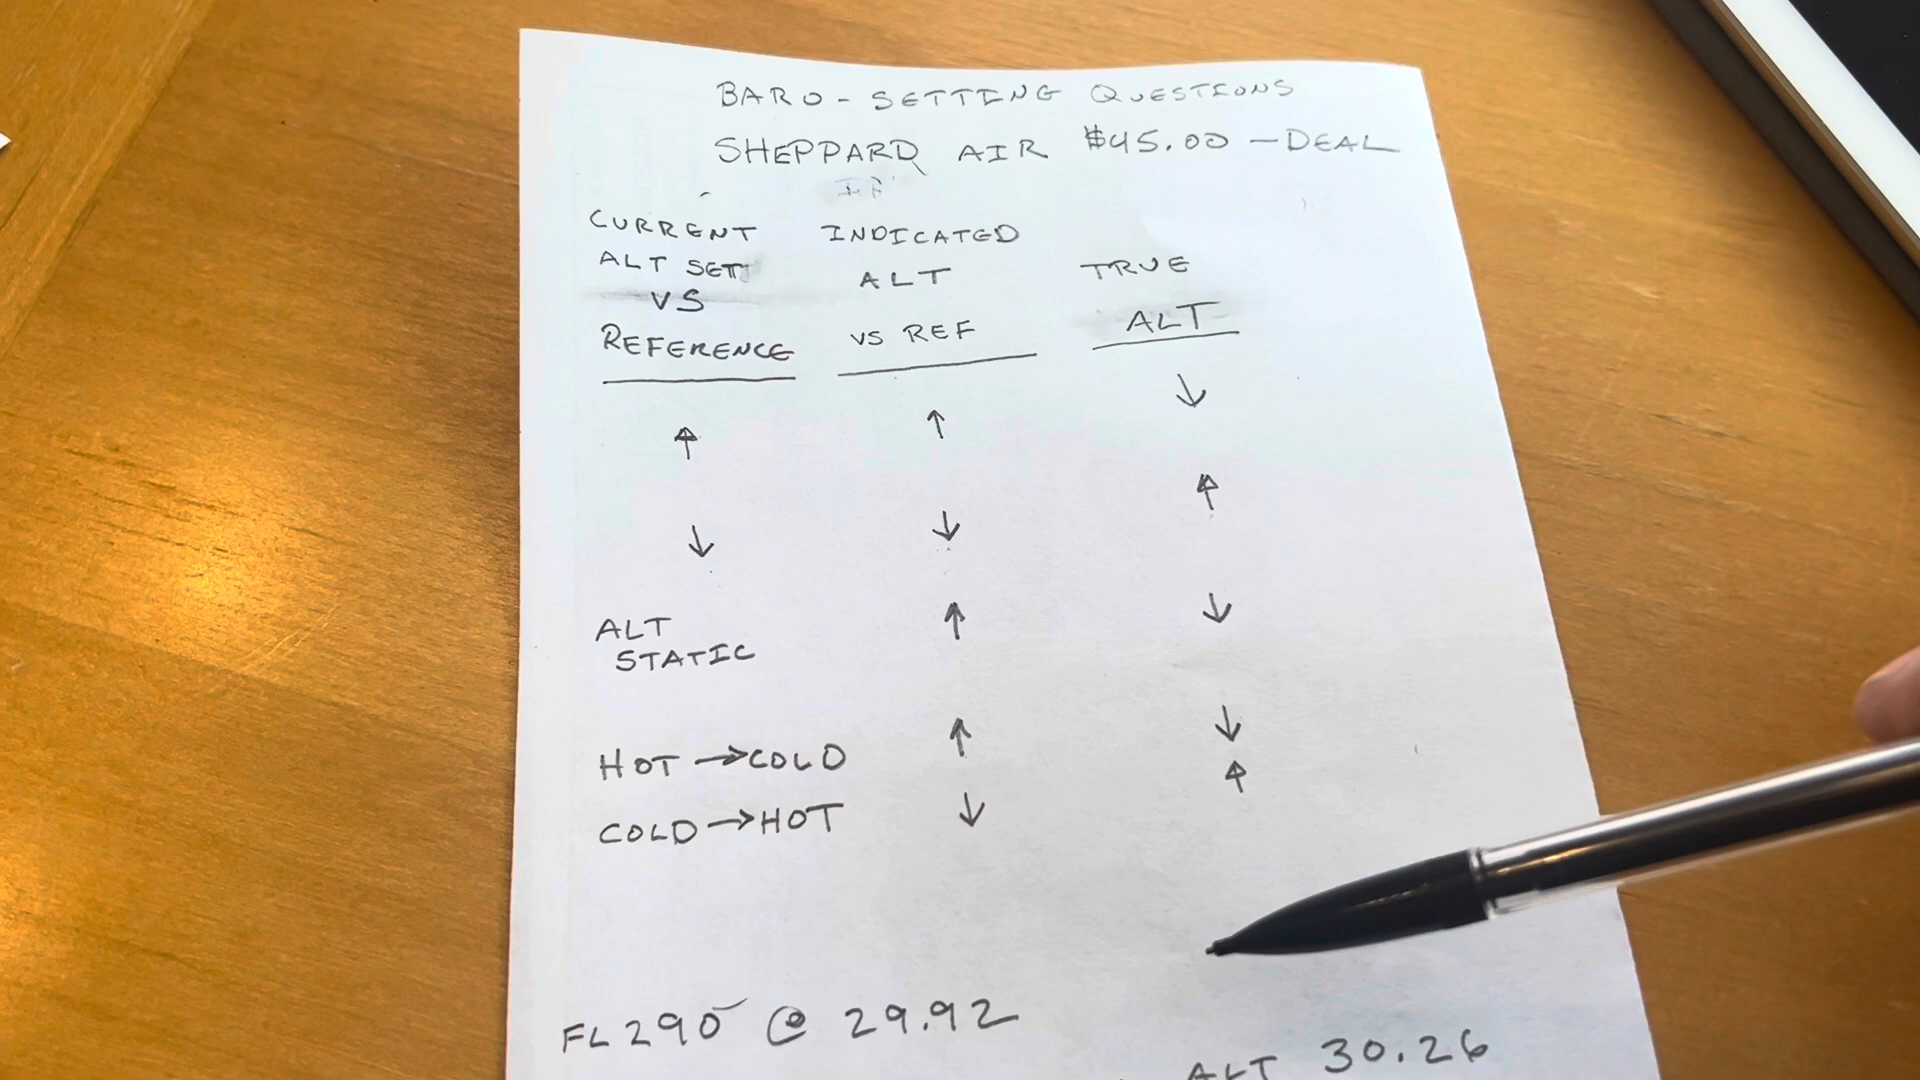 BARO - SETTING QUESTIONS
SHEPPARD AIR $45.00 - DEAL
CURRENT ALT SET VS REFERENCE
INDICATED ALT VS REF
TRUE ALT
↑ ↑ ↓
↓ ↓ ↑
ALT STATIC ↑ ↓
HOT → COLD ↑ ↓
COLD → HOT ↓ ↑
FL 290 @ 29.92
ALT 30.26